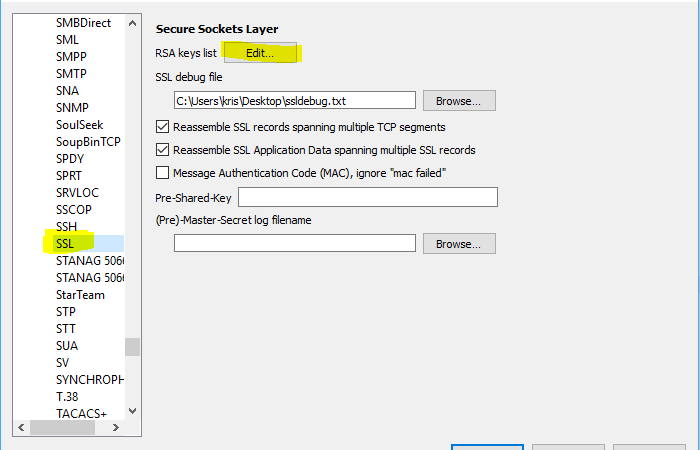 SMBDirect
SML
SMPP
SMTP
SNA
SNMP
SoulSeek
SoupBinTCP
SPDY
SPRT
SRVLOC
SSCOP
SSH
SSL
STANAG 506
STANAG 506
StarTeam
STP
STT
SUA
SV
SYNCHROPH
T.38
TACACS+
Secure Sockets Layer
RSA keys list Edit...
SSL debug file
C:\Users\kris\Desktop\ssldebug.txt Browse...
Reassemble SSL records spanning multiple TCP segments
Reassemble SSL Application Data spanning multiple SSL records
Message Authentication Code (MAC), ignore "mac failed"
Pre-Shared-Key
(Pre)-Master-Secret log filename
Browse...